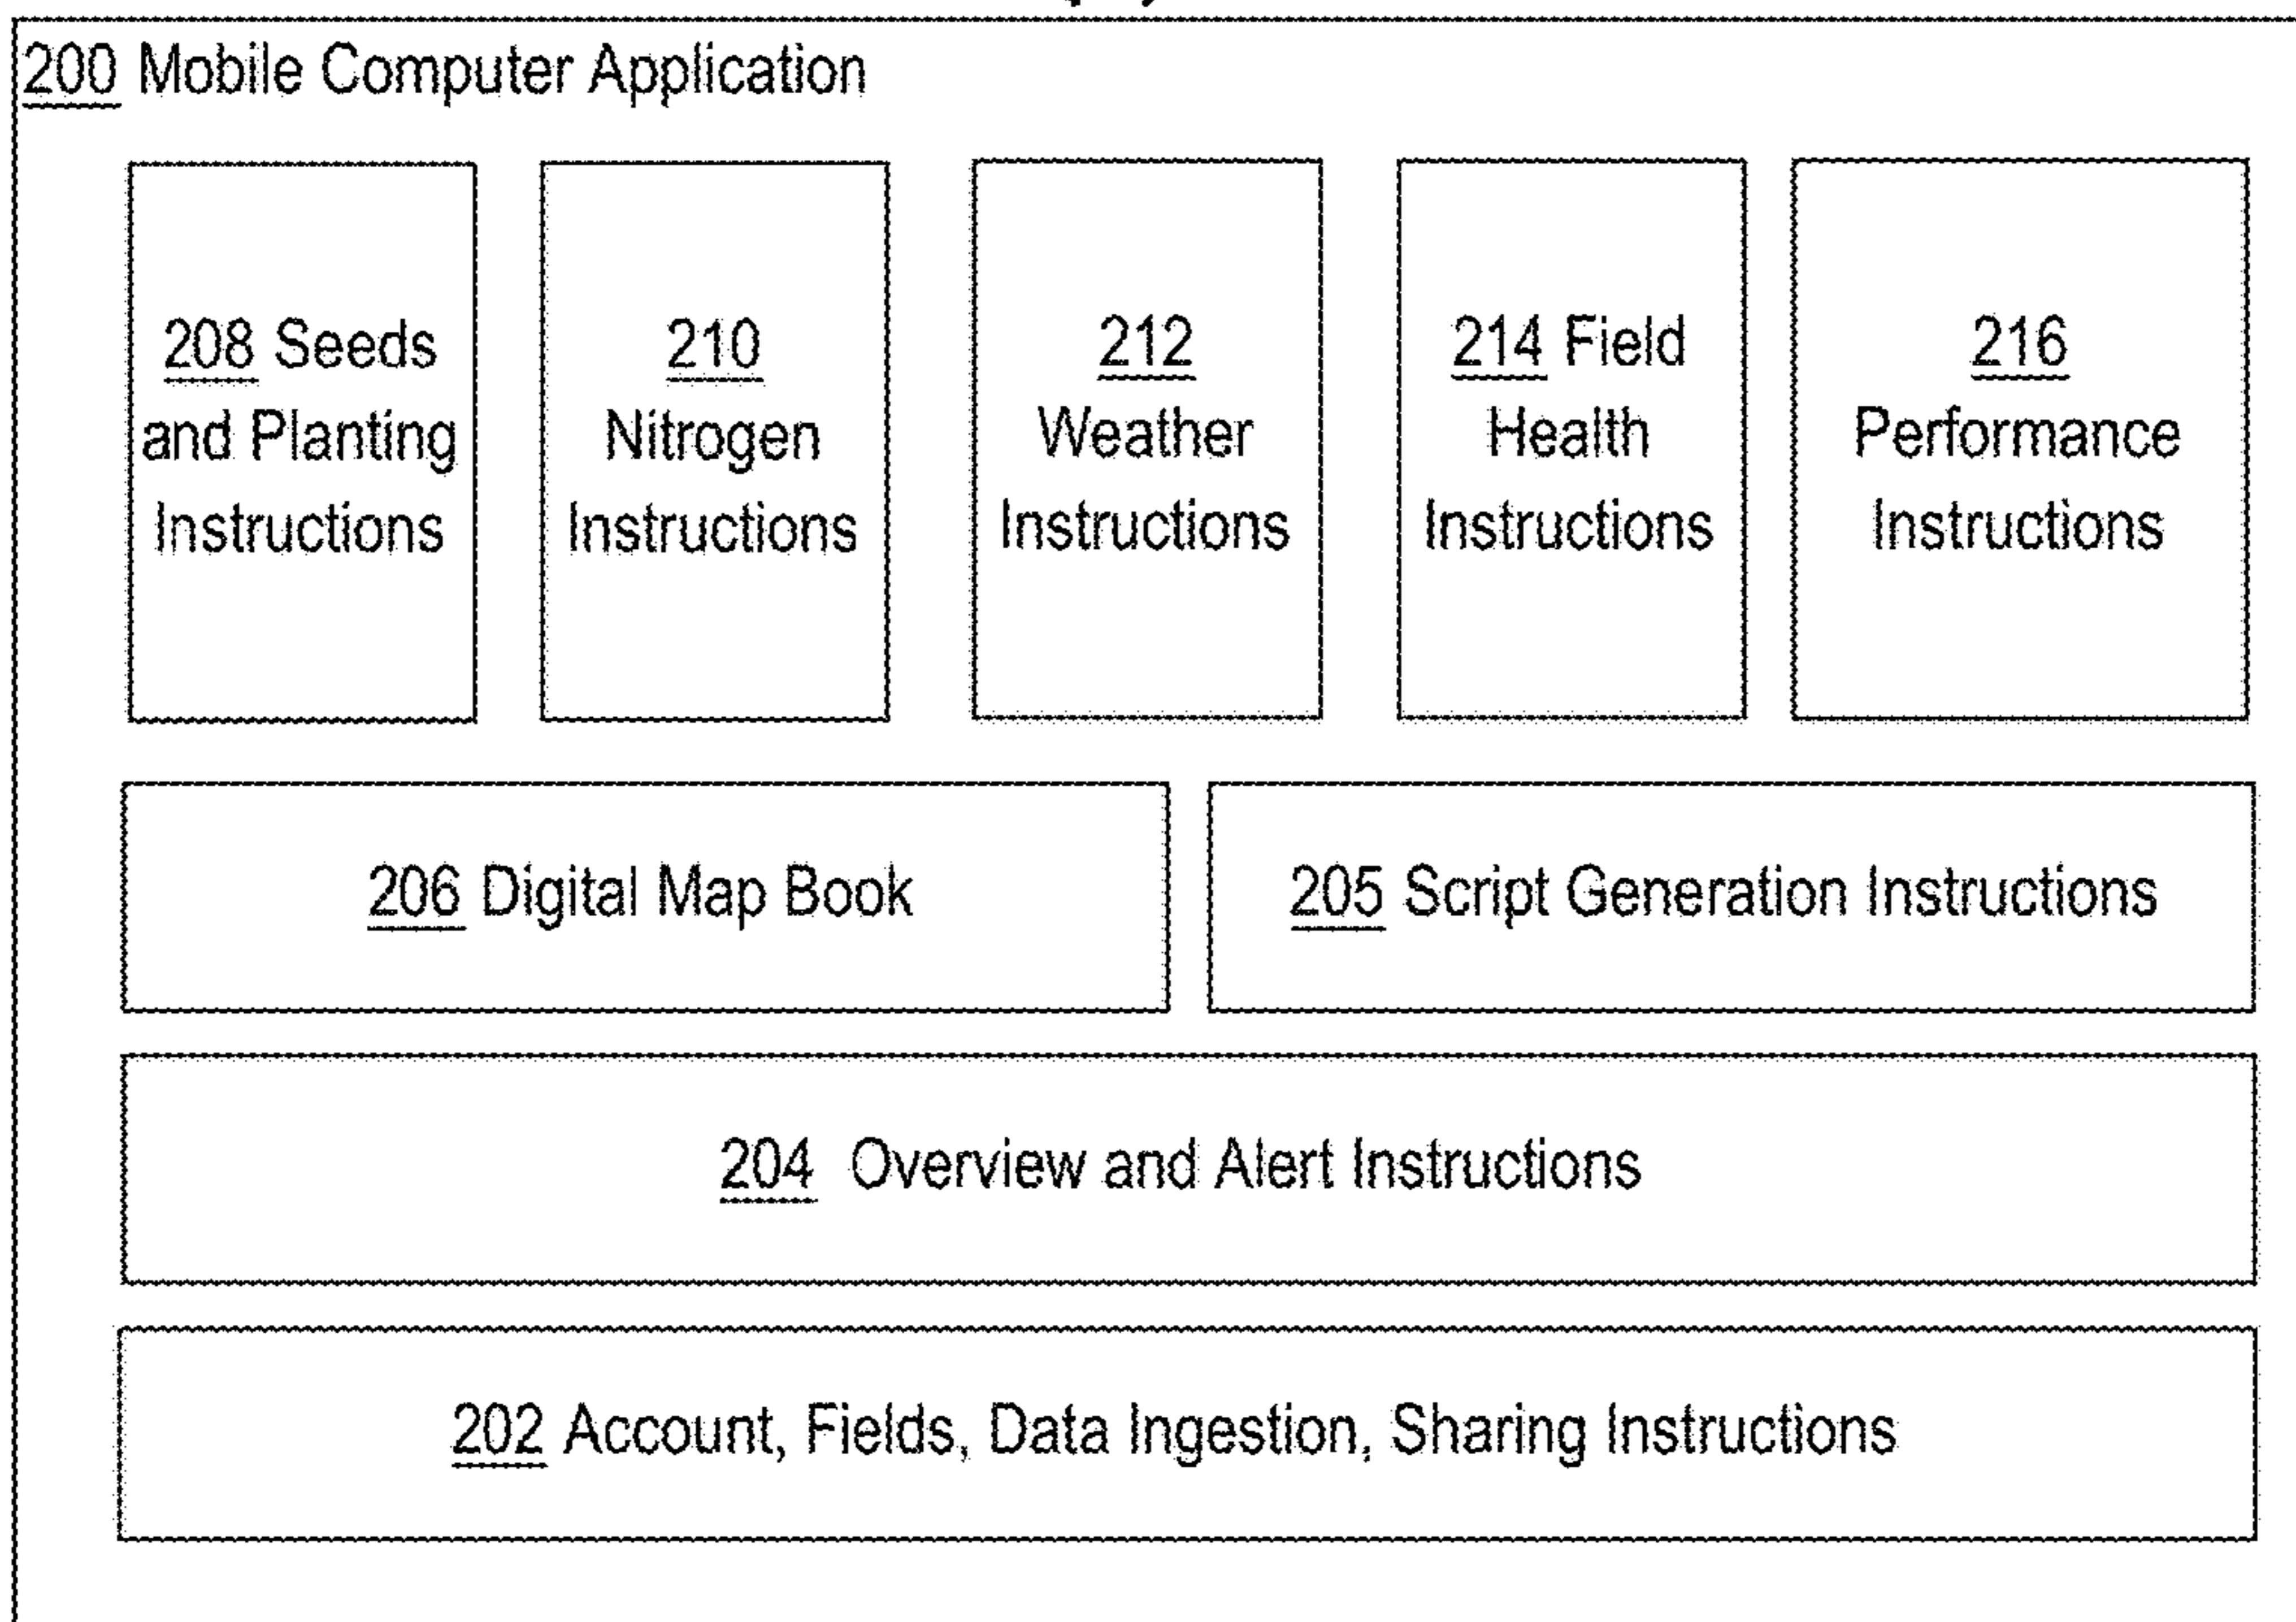 200 Mobile Computer Application
208 Seeds
and Planting
Instructions
210
Nitrogen
Instructions
212
Weather
Instructions
214 Field
Health
Instructions
216
Performance
Instructions
206 Digital Map Book
205 Script Generation Instructions
204 Overview and Alert Instructions
202 Account, Fields, Data Ingestion, Sharing Instructions